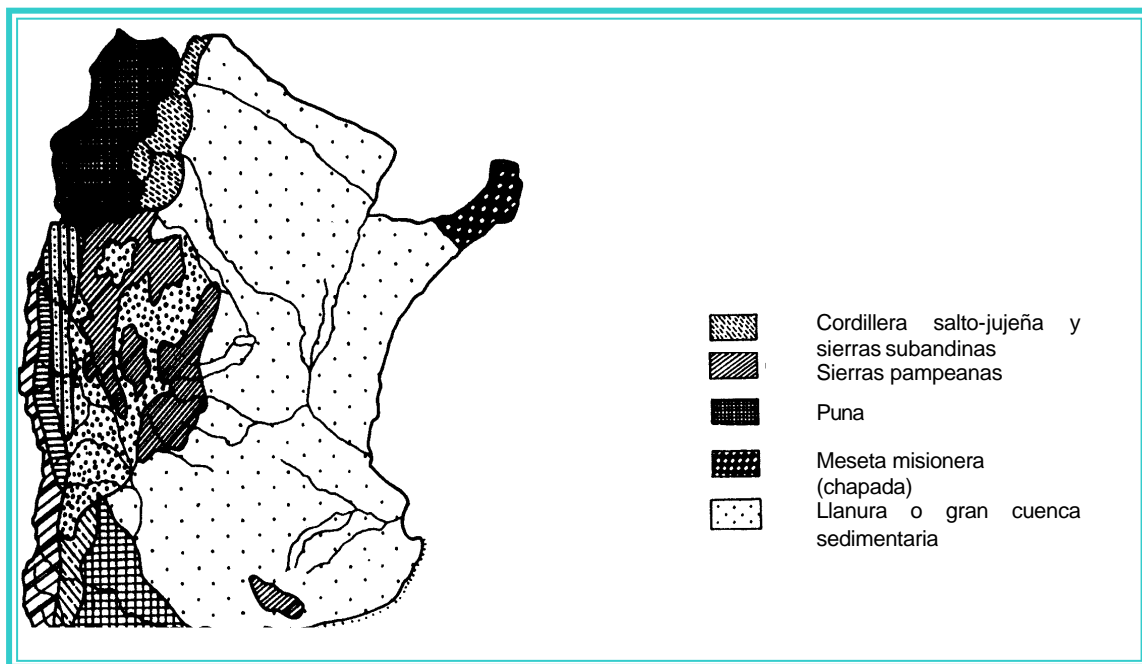 Cordillera salto-jujeña y
sierras subandinas
Sierras pampeanas
Puna
Meseta misionera
(chapada)
Llanura o gran cuenca
sedimentaria